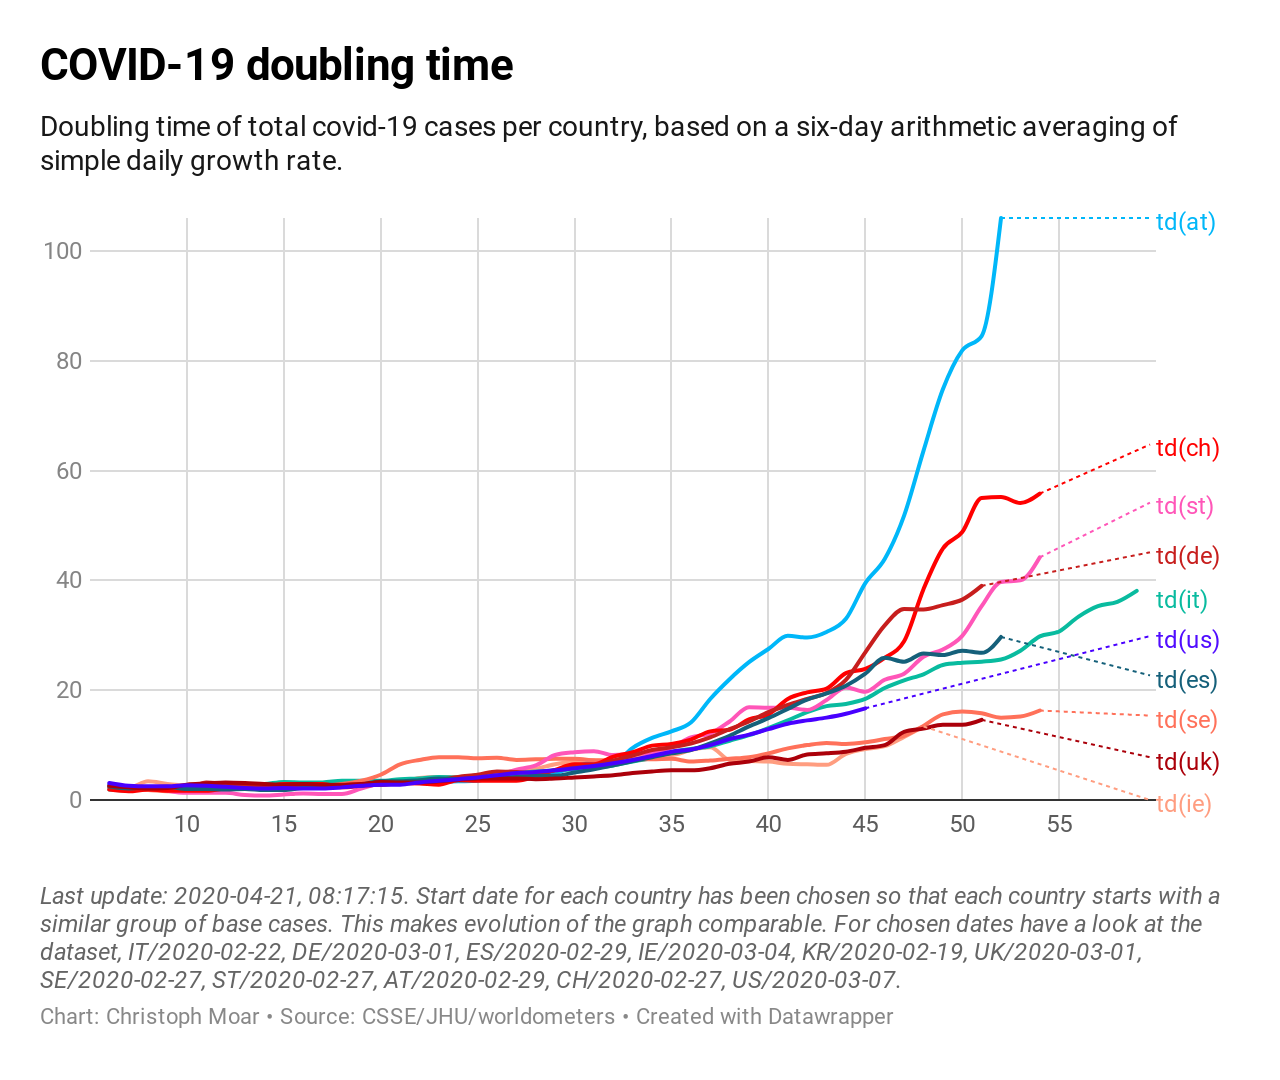 COVID-19 doubling time
Doubling time of total covid-19 cases per country, based on a six-day arithmetic averaging of
simple daily growth rate.
td(at)
100
80
td(ch)
60
td(st)
td(de)
40
td(it)
td(us)
td(es)
20
td(se)
td(uk)
0
td(ie)
10 15 20 25 30 35 40 45 50 55
Last update: 2020-04-21, 08:17:15. Start date for each country has been chosen so that each country starts with a
similar group of base cases. This makes evolution of the graph comparable. For chosen dates have a look at the
dataset, IT/2020-02-22, DE/2020-03-01, ES/2020-02-29, IE/2020-03-04, KR/2020-02-19, UK/2020-03-01,
SE/2020-02-27, ST/2020-02-27, AT/2020-02-29, CH/2020-02-27, US/2020-03-07.
Chart: Christoph Moar • Source: CSSE/JHU/worldometers • Created with Datawrapper